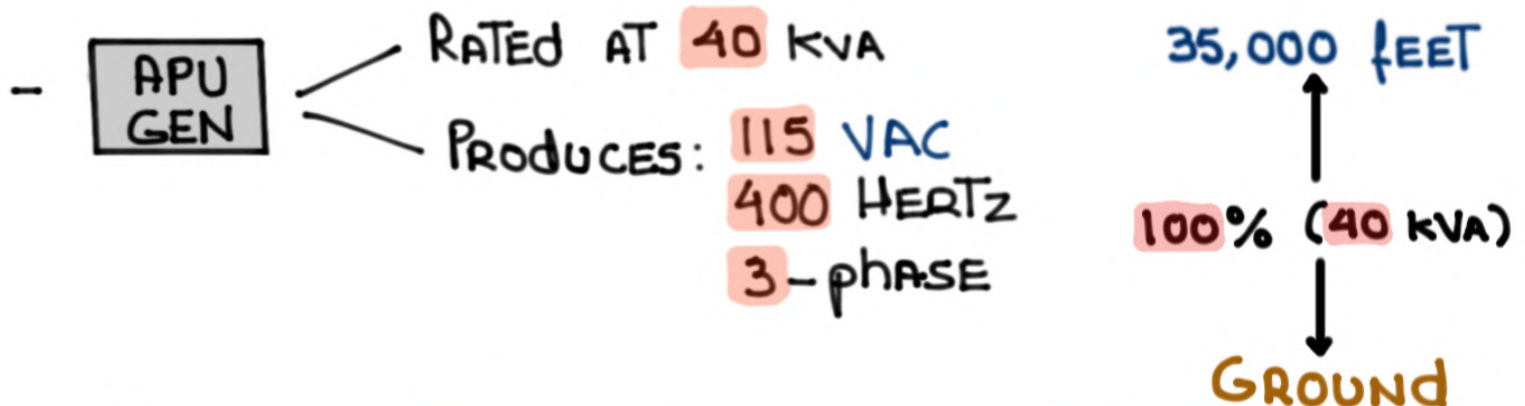 - APU GEN
RATED AT 40 KVA
PRODUCES: 115 VAC
400 HERTZ
3-phASE
35,000 fEET
100% (40 KVA)
GROUND